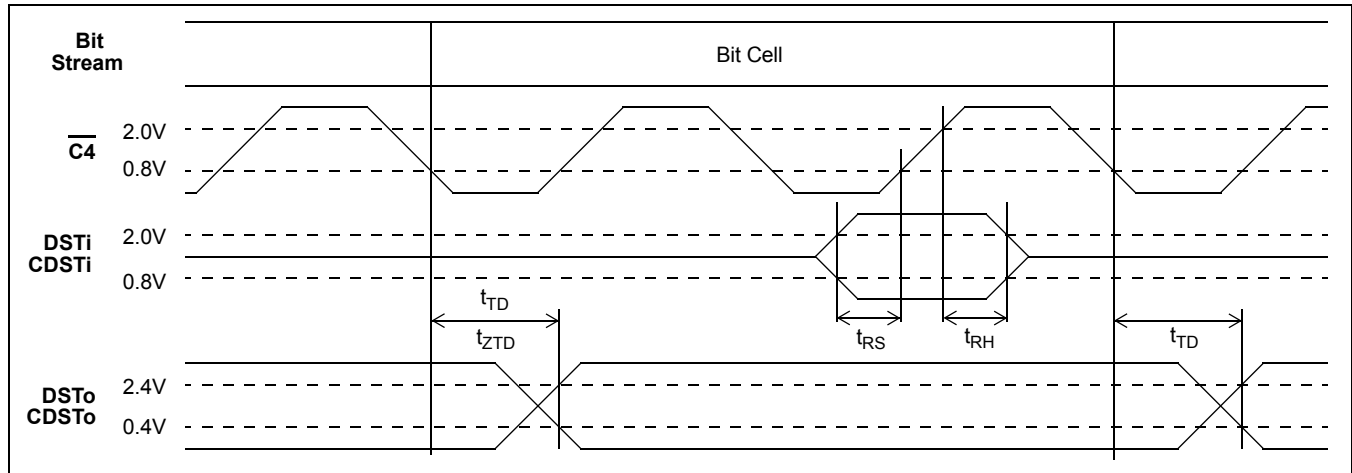 Bit
Stream
Bit Cell
C4
2.0V
0.8V
DSTi
CDSTi
2.0V
0.8V
tTD
tZTD
tRS
tRH
tTD
DSTo
CDSTo
2.4V
0.4V